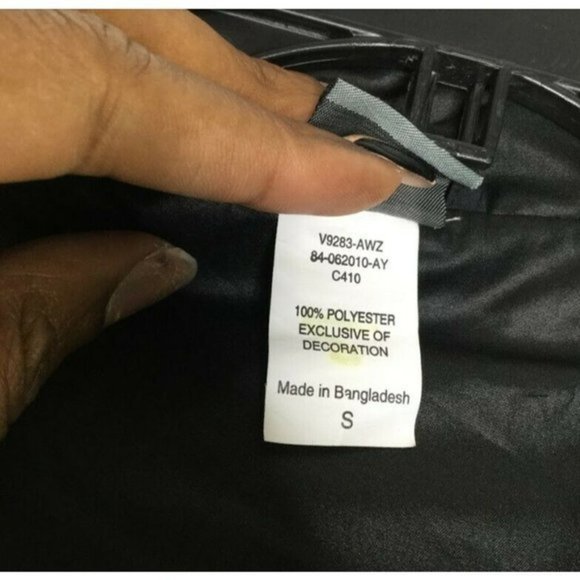 V9283-AWZ
84-062010-AY
C410
100% POLYESTER
EXCLUSIVE OF
DECORATION
Made in Bangladesh
S